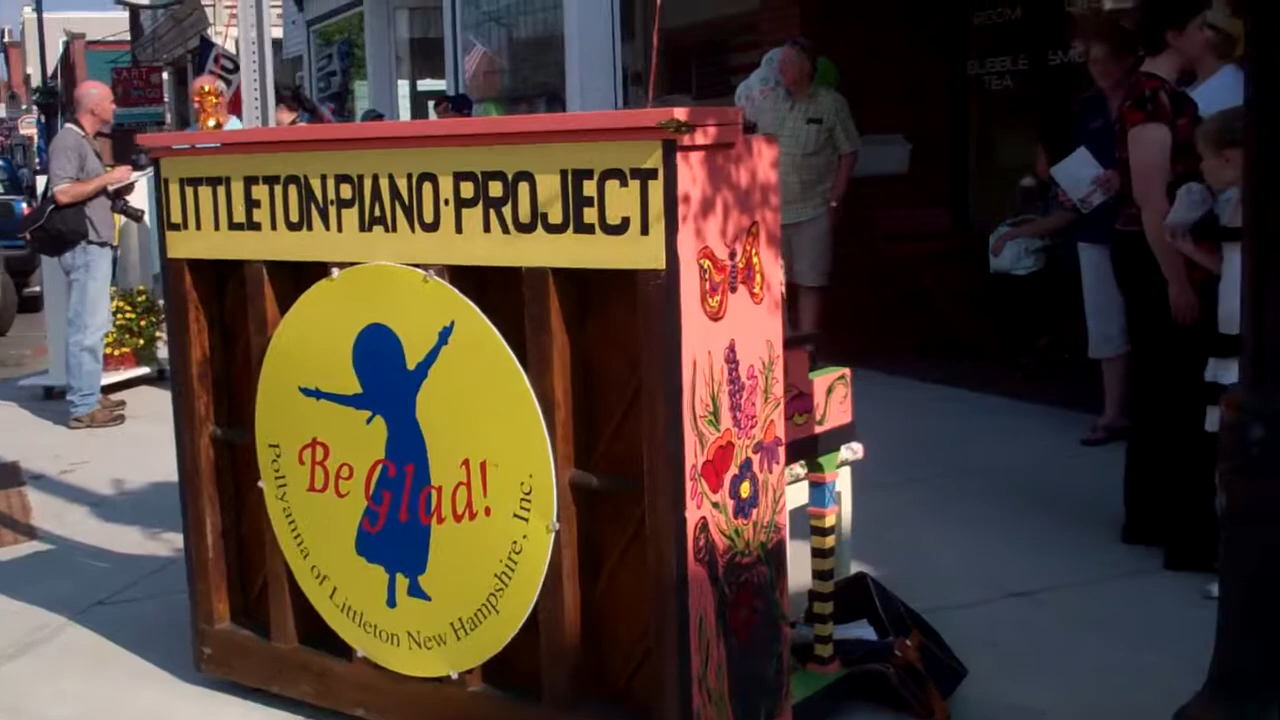 LITTLETON·PIANO·PROJECT
Be Glad!
Pollyanna of Littleton New Hampshire, Inc.
BUBBLE
TEA